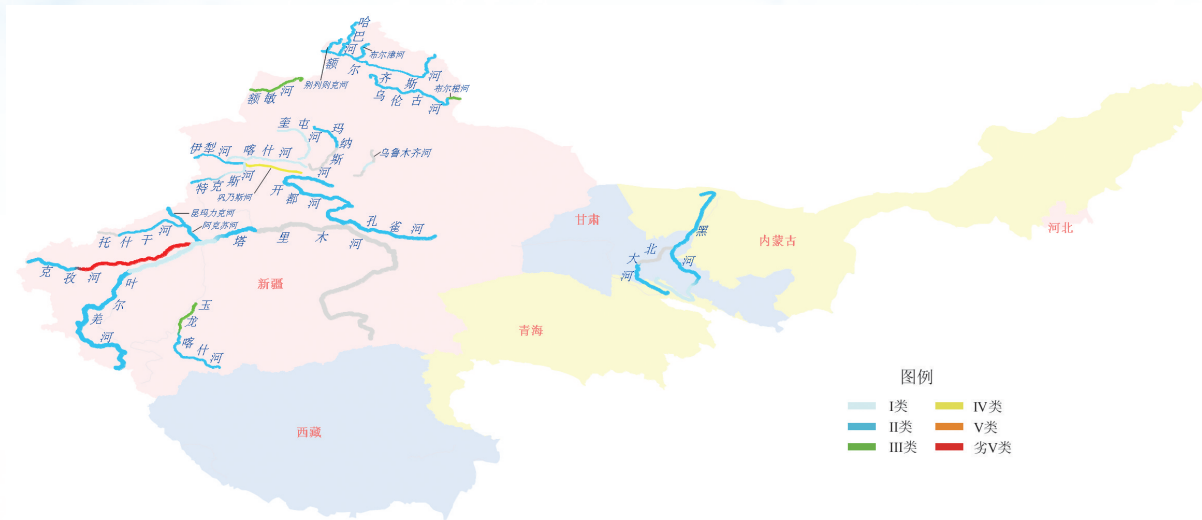 哈巴河
布尔津河
额尔齐斯河
别列则克河
布尔根河
乌伦古河
额敏河
奎屯河
玛纳斯河
乌鲁木齐河
伊犁河
喀什河
特克斯河
巩乃斯河
开都河
孔雀河
昆玛力克河
阿克苏河
托什干河
塔里木河
克孜河
叶尔羌河
玉龙喀什河
新疆
西藏
青海
甘肃
北大河
黑河
内蒙古
河北
图例
I类
IV类
II类
V类
III类
劣V类